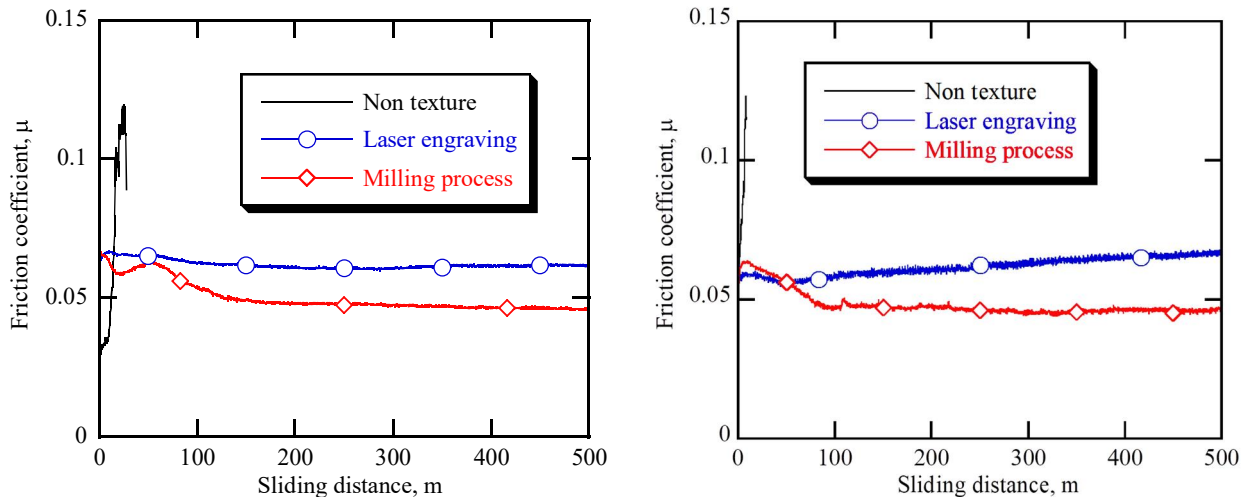 0.15
0.1
0.05
0
Friction coefficient, μ
Non texture
Laser engraving
Milling process
0 100 200 300 400 500
Sliding distance, m
0.15
0.1
0.05
0
Friction coefficient, μ
Non texture
Laser engraving
Milling process
100 200 300 400 500
Sliding distance, m